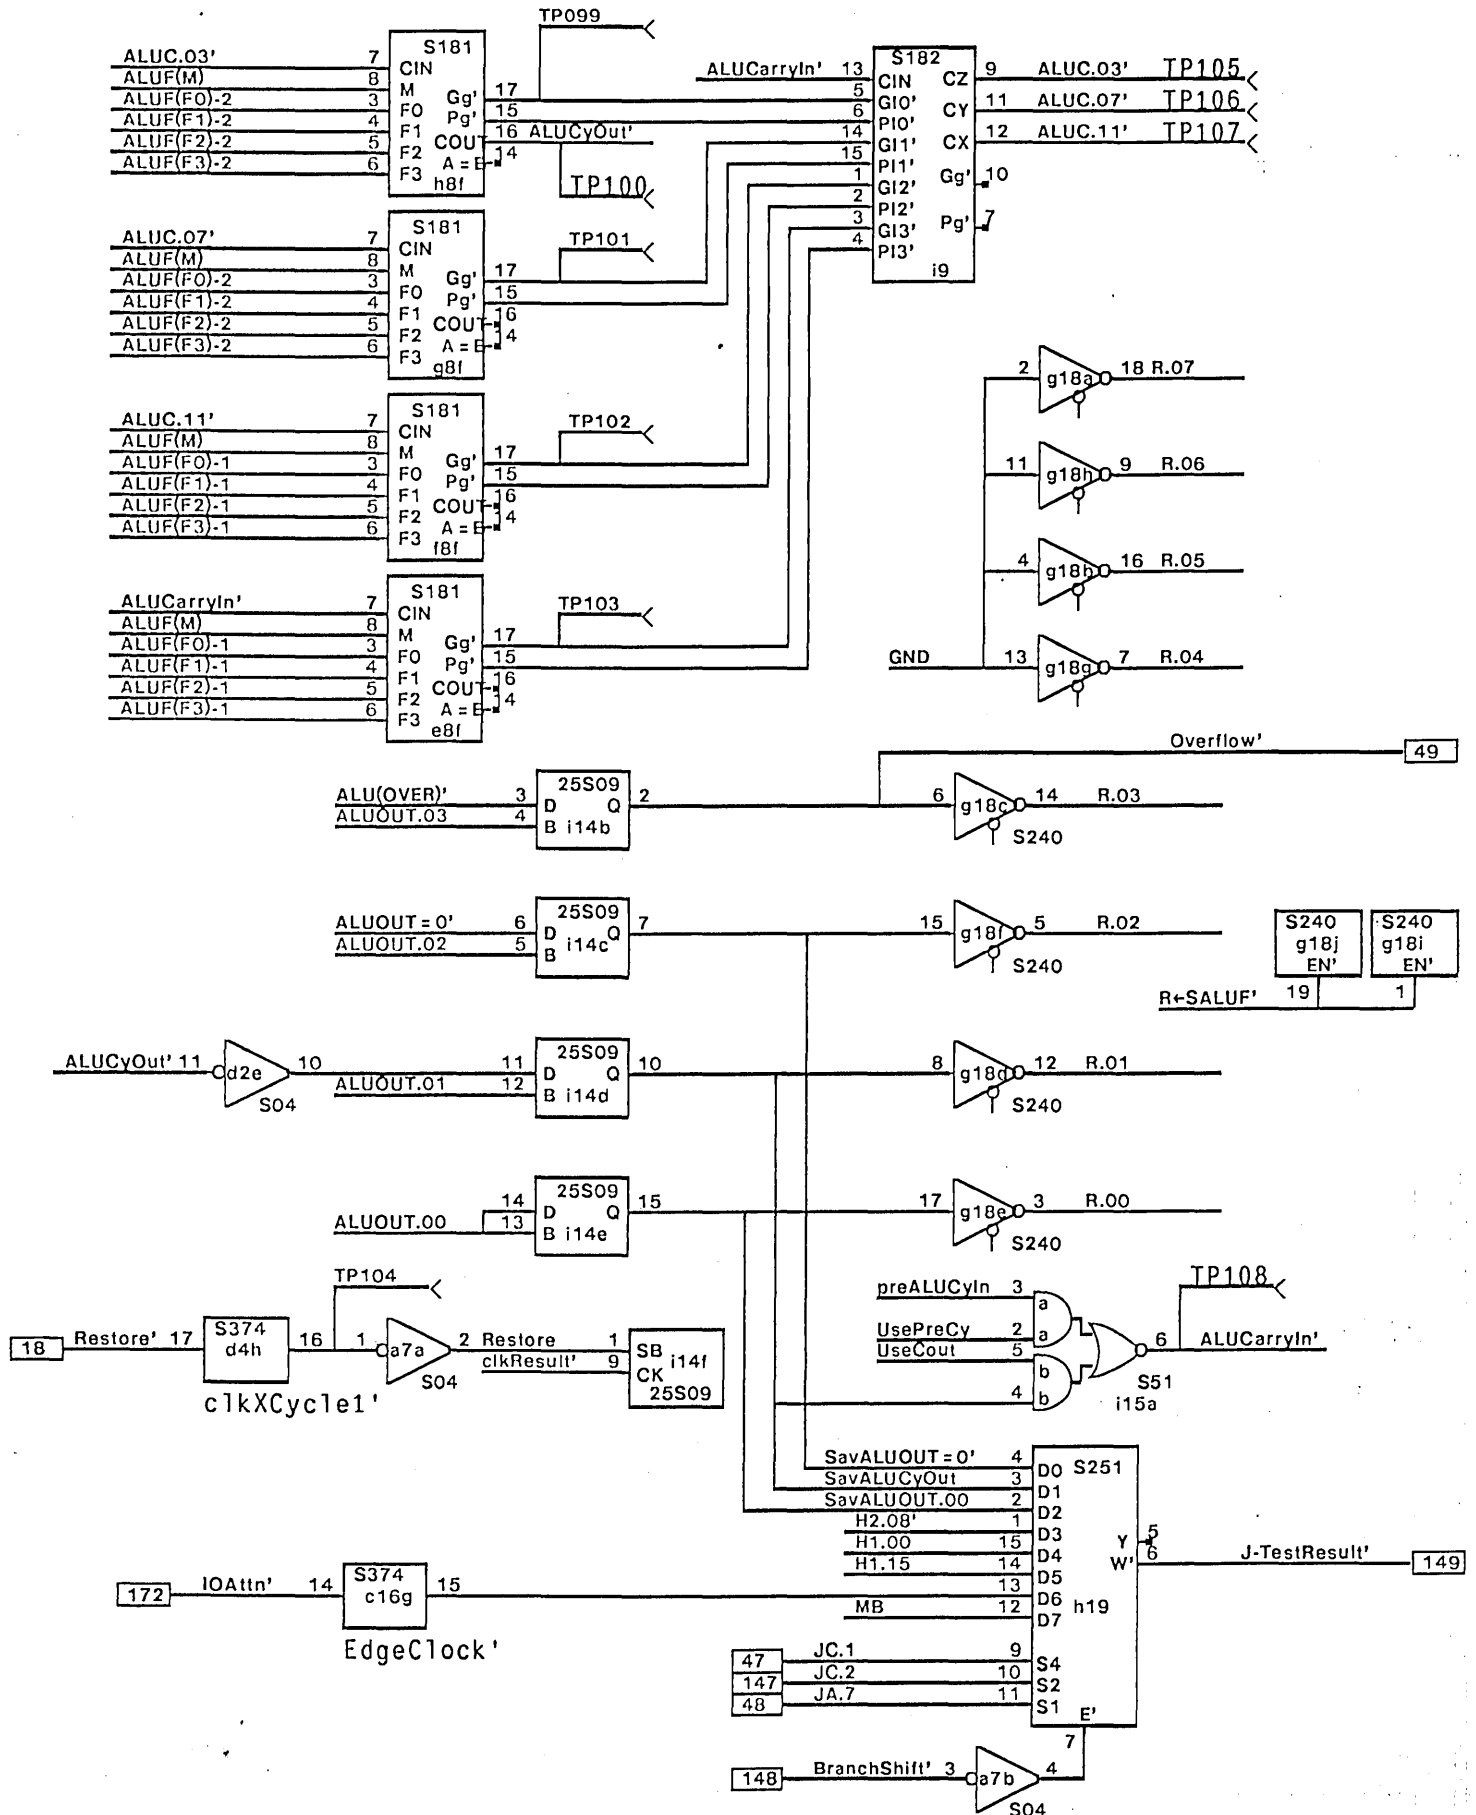 TP099
S181
ALUC.03' 7 CIN
ALUF(M) 8 M
ALUF(F0)-2 3 F0
ALUF(F1)-2 4 F1
ALUF(F2)-2 5 F2
ALUF(F3)-2 6 F3
Gg' 17
Pg' 15
COUT 16 ALUCyOut'
A = E 14
h8f
TP100
S182
ALUCarryIn' 13 CIN
5 GI0'
6 PI0'
14 GI1'
15 PI1'
1 GI2'
2 PI2'
3 GI3'
4 PI3'
CZ 9 ALUC.03' TP105
CY 11 ALUC.07' TP106
CX 12 ALUC.11' TP107
Gg' 10
Pg' 7
i9
S181
ALUC.07' 7 CIN
ALUF(M) 8 M
ALUF(F0)-2 3 F0
ALUF(F1)-2 4 F1
ALUF(F2)-2 5 F2
ALUF(F3)-2 6 F3
Gg' 17
Pg' 15
COUT 16
A = E 14
g8f
TP101
S181
ALUC.11' 7 CIN
ALUF(M) 8 M
ALUF(F0)-1 3 F0
ALUF(F1)-1 4 F1
ALUF(F2)-1 5 F2
ALUF(F3)-1 6 F3
Gg' 17
Pg' 15
COUT 16
A = E 14
f8f
TP102
S181
ALUCarryIn' 7 CIN
ALUF(M) 8 M
ALUF(F0)-1 3 F0
ALUF(F1)-1 4 F1
ALUF(F2)-1 5 F2
ALUF(F3)-1 6 F3
Gg' 17
Pg' 15
COUT 16
A = E 14
e8f
TP103
2 g18a 18 R.07
11 g18h 9 R.06
4 g18b 16 R.05
GND 13 g18g 7 R.04
Overflow' 49
25S09
ALU(OVER)' 3 D Q 2
ALUOUT.03 4 B i14b
6 g18c 14 R.03
S240
25S09
ALUOUT=0' 6 D Q 7
ALUOUT.02 5 B i14c
15 g18f 5 R.02
S240
S240 g18j EN'
S240 g18i EN'
R←SALUF' 19 1
ALUCyOut' 11 d2e 10
S04
25S09
11 D Q 10
ALUOUT.01 12 B i14d
8 g18d 12 R.01
S240
25S09
14 D Q 15
ALUOUT.00 13 B i14e
17 g18e 3 R.00
S240
TP104
18 Restore' 17 S374 d4h 16 1 a7a 2 Restore 1 SB
S04
clkResult' 9 CK
i14f
25S09
clkXCycle1'
preALUCyIn 3 a
UsePreCy 2 a
UseCout 5 b
4 b
6 ALUCarryIn'
TP108
S51
i15a
S251
SavALUOUT=0' 4 D0
SavALUCyOut 3 D1
SavALUOUT.00 2 D2
H2.08' 1 D3
H1.00 15 D4
H1.15 14 D5
13 D6
MB 12 D7
h19
Y 5
W' 6 J-TestResult' 149
172 IOAttn' 14 S374 c16g 15
EdgeClock'
47 JC.1 9 S4
147 JC.2 10 S2
48 JA.7 11 S1
E'
7
148 BranchShift' 3 a7b 4
S04